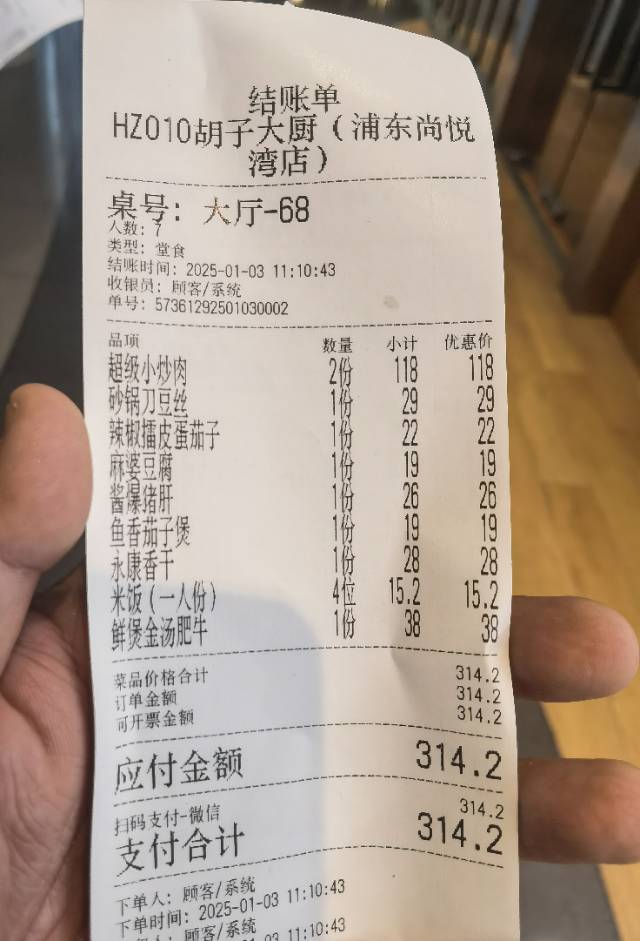 结账单
HZ010胡子大厨(浦东尚悦
湾店)
桌号: 大厅-68
人数: 7
类型: 堂食
结账时间: 2025-01-03 11:10:43
收银员: 顾客/系统
单号: 57361292501030002
品项 数量 小计 优惠价
超级小炒肉 2份 118 118
砂锅刀豆丝 1份 29 29
辣椒擂皮蛋茄子 1份 22 22
麻婆豆腐 1份 19 19
酱爆猪肝 1份 26 26
鱼香茄子煲 1份 19 19
永康香干 1份 28 28
米饭(一人份) 4位 15.2 15.2
鲜煲金汤肥牛 1份 38 38
菜品价格合计 314.2
订单金额 314.2
可开票金额 314.2
应付金额 314.2
扫码支付-微信 314.2
支付合计 314.2
下单人: 顾客/系统
下单时间: 2025-01-03 11:10:43
顾客/系统
03 11:10:43